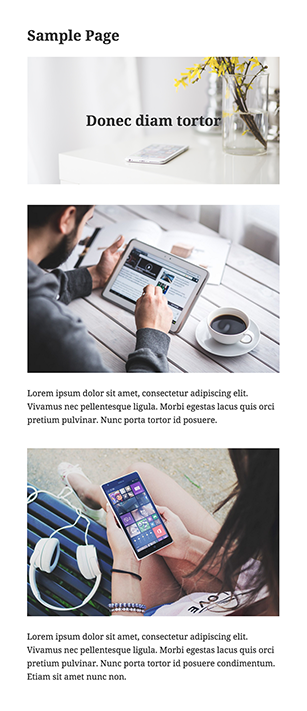 Sample Page
Donec diam tortor
Lorem ipsum dolor sit amet, consectetur adipiscing elit.
Vivamus nec pellentesque ligula. Morbi egestas lacus quis orci
pretium pulvinar. Nunc porta tortor id posuere.
Lorem ipsum dolor sit amet, consectetur adipiscing elit.
Vivamus nec pellentesque ligula. Morbi egestas lacus quis orci
pretium pulvinar. Nunc porta tortor id posuere condimentum.
Etiam sit amet nunc non.